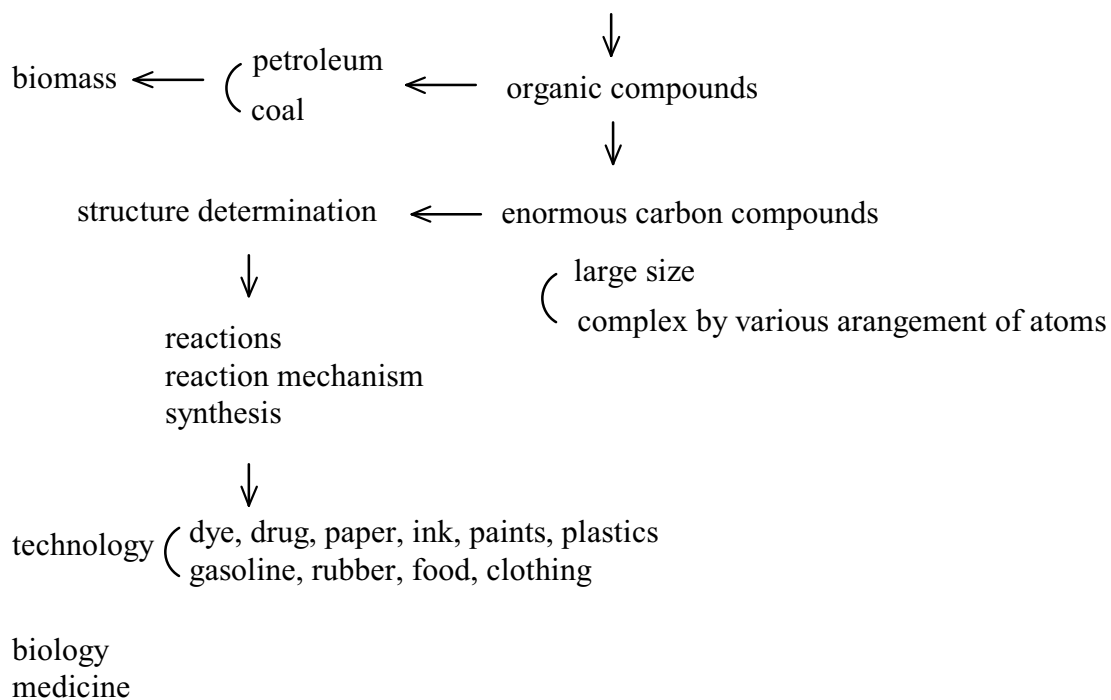 biomass
petroleum
coal
organic compounds
structure determination
enormous carbon compounds
large size
complex by various arangement of atoms
reactions
reaction mechanism
synthesis
technology
dye, drug, paper, ink, paints, plastics
gasoline, rubber, food, clothing
biology
medicine